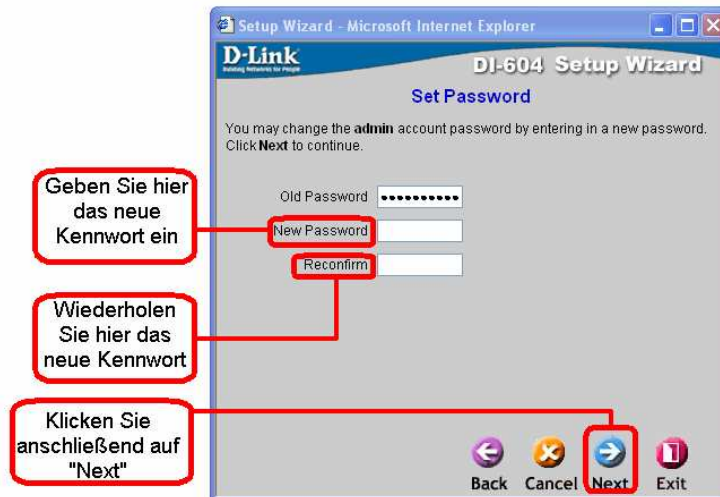 Setup Wizard - Microsoft Internet Explorer
D-Link
Building Networks for People
DI-604 Setup Wizard
Set Password
You may change the admin account password by entering in a new password.
Click Next to continue.
Old Password
New Password
Reconfirm
Geben Sie hier
das neue
Kennwort ein
Wiederholen
Sie hier das
neue Kennwort
Klicken Sie
anschließend auf
"Next"
Back Cancel Next Exit